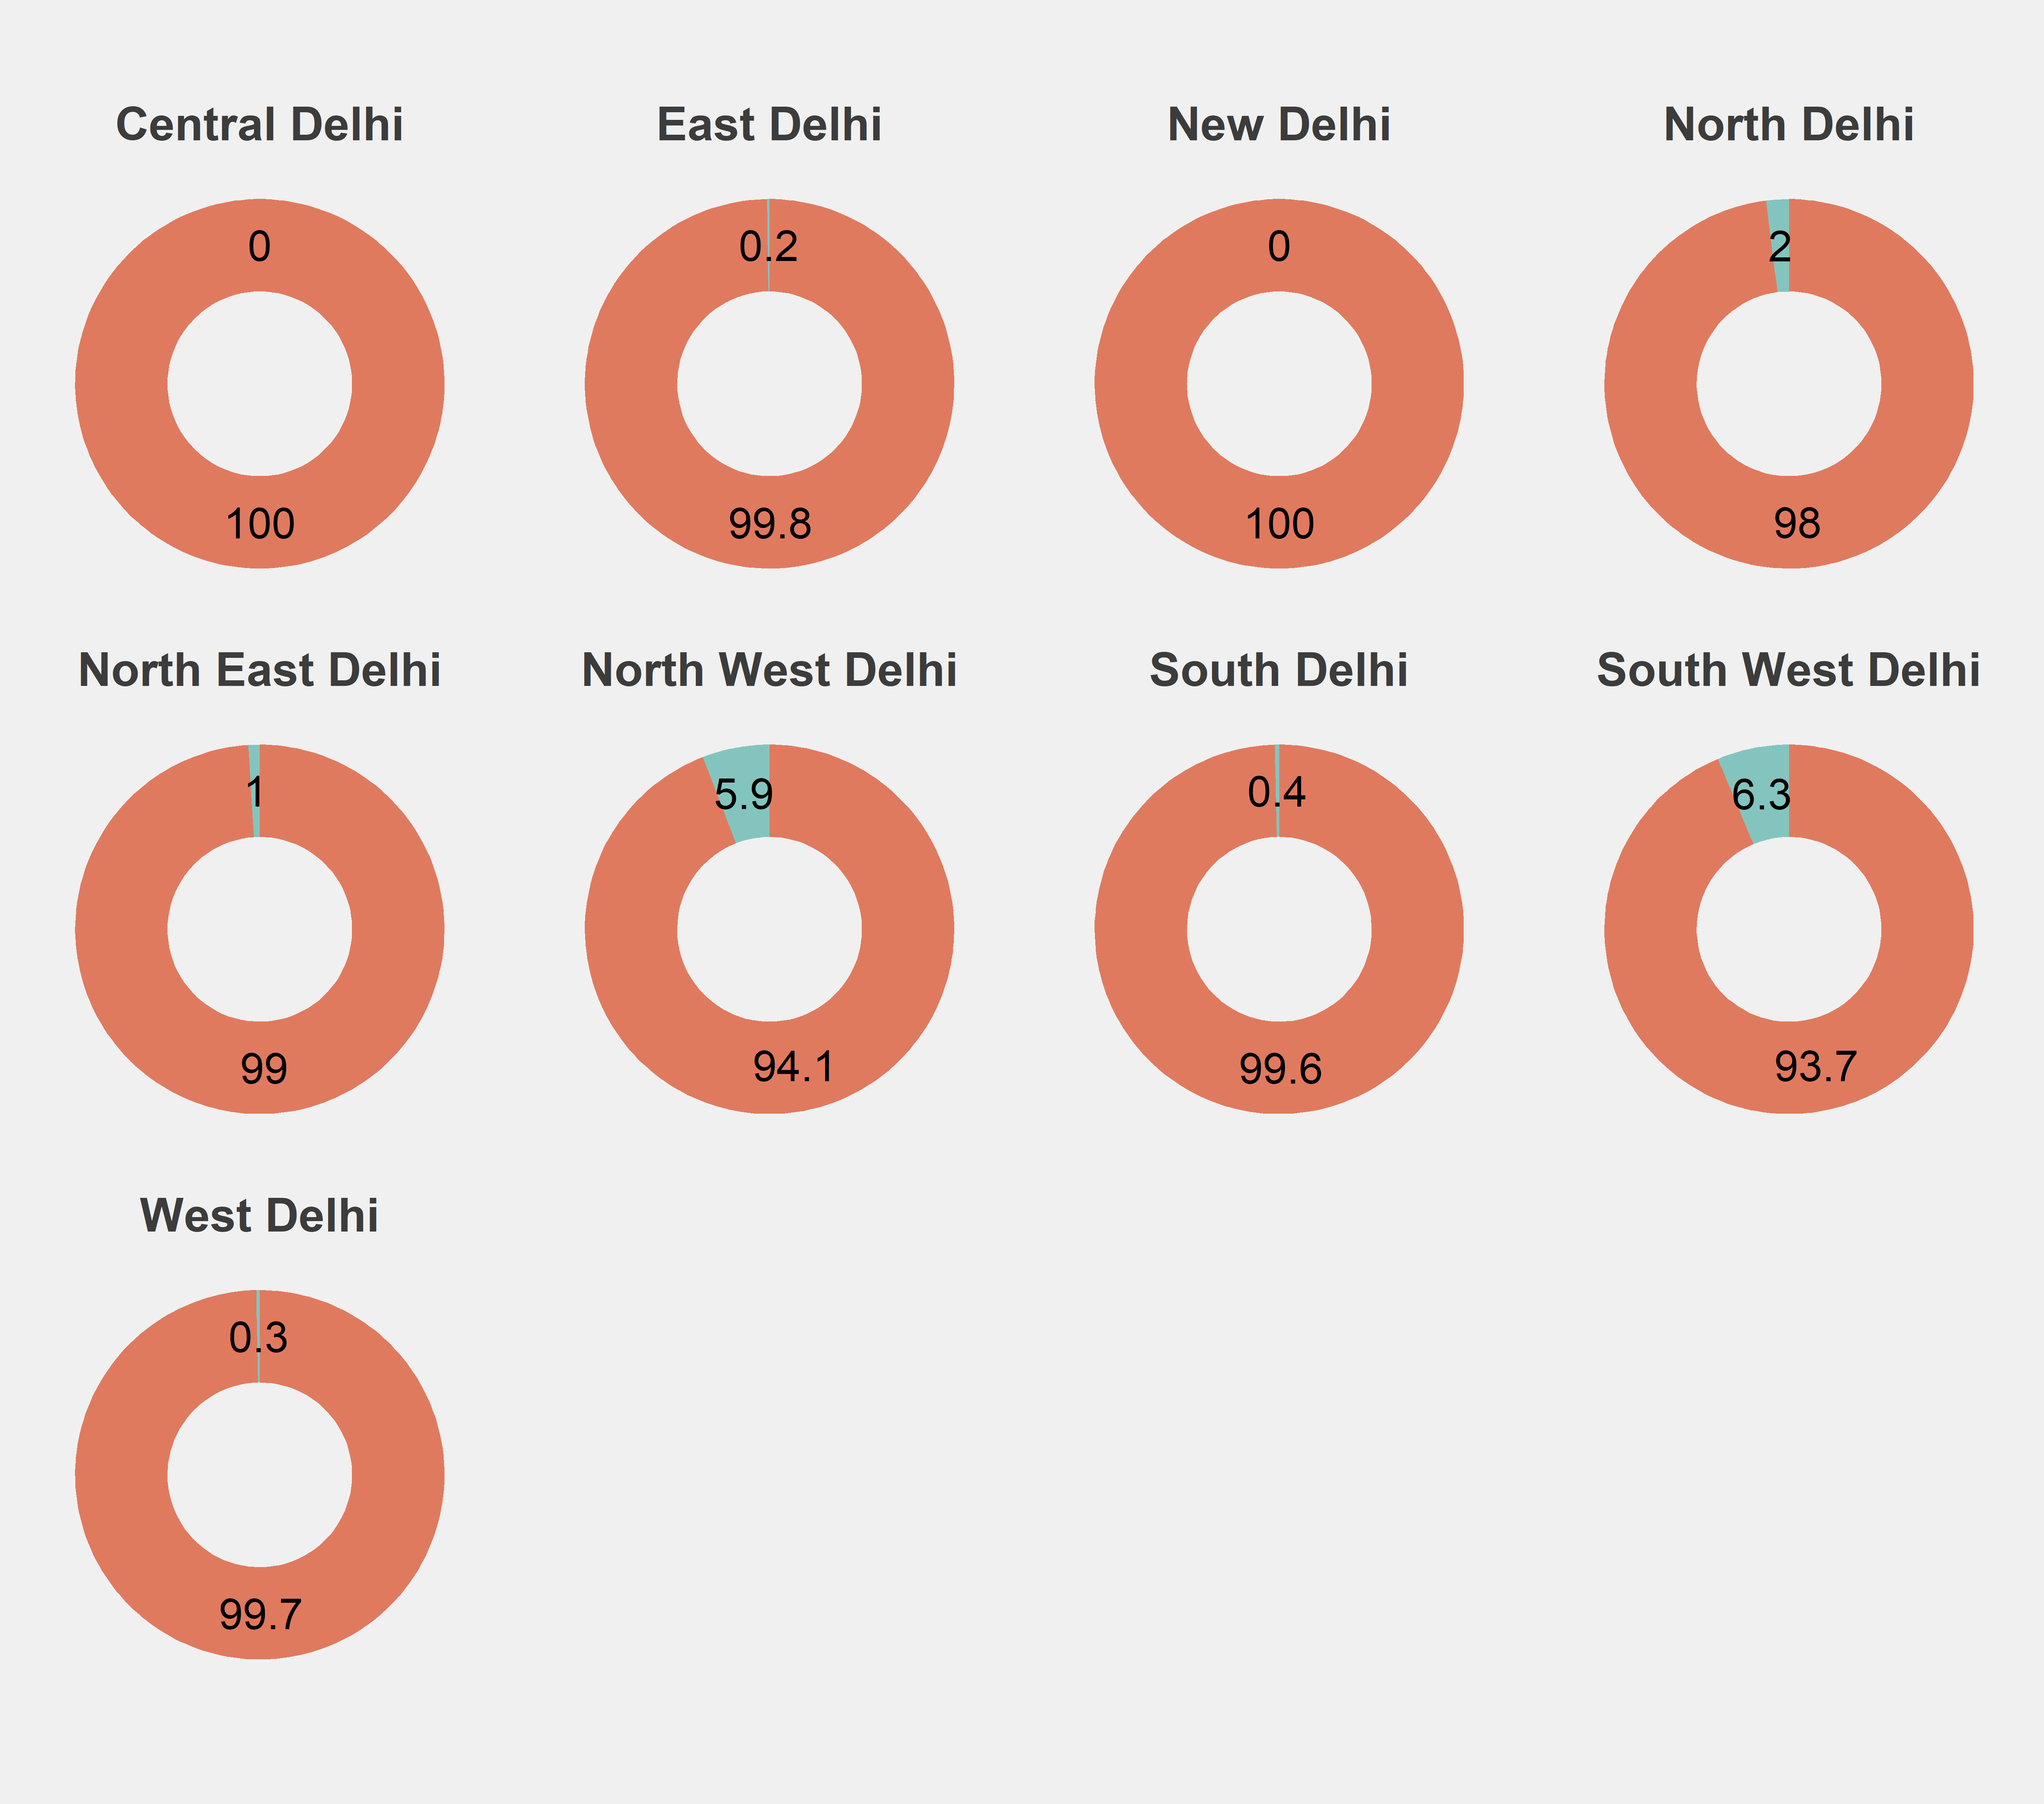 Central Delhi
East Delhi
New Delhi
North Delhi
0
0.2
0
2
100
99.8
100
98
North East Delhi
North West Delhi
South Delhi
South West Delhi
1
5.9
0.4
6.3
99
94.1
99.6
93.7
West Delhi
0.3
99.7